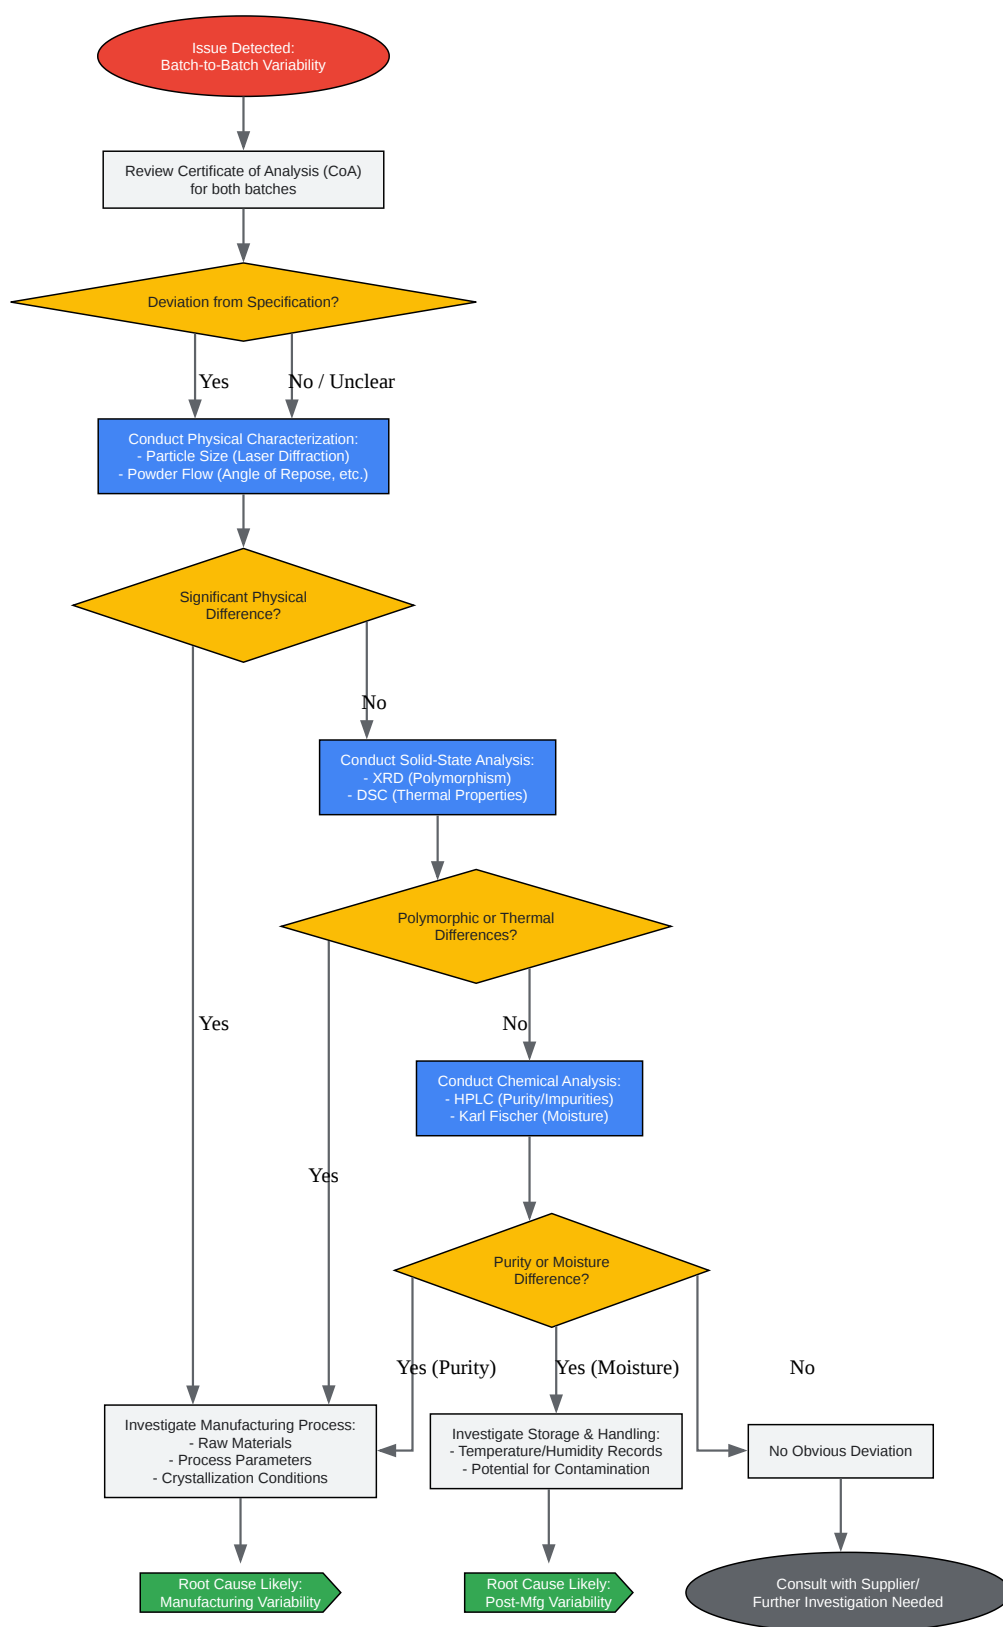 Issue Detected:
Batch-to-Batch Variability
Review Certificate of Analysis (CoA)
for both batches
Deviation from Specification?
Yes
No / Unclear
Conduct Physical Characterization:
- Particle Size (Laser Diffraction)
- Powder Flow (Angle of Repose, etc.)
Significant Physical
Difference?
No
Conduct Solid-State Analysis:
- XRD (Polymorphism)
- DSC (Thermal Properties)
Polymorphic or Thermal
Differences?
Yes
No
Conduct Chemical Analysis:
- HPLC (Purity/Impurities)
- Karl Fischer (Moisture)
Yes
Purity or Moisture
Difference?
Yes (Purity)
Yes (Moisture)
No
Investigate Manufacturing Process:
- Raw Materials
- Process Parameters
- Crystallization Conditions
Investigate Storage & Handling:
- Temperature/Humidity Records
- Potential for Contamination
No Obvious Deviation
Root Cause Likely:
Manufacturing Variability
Root Cause Likely:
Post-Mfg Variability
Consult with Supplier/
Further Investigation Needed